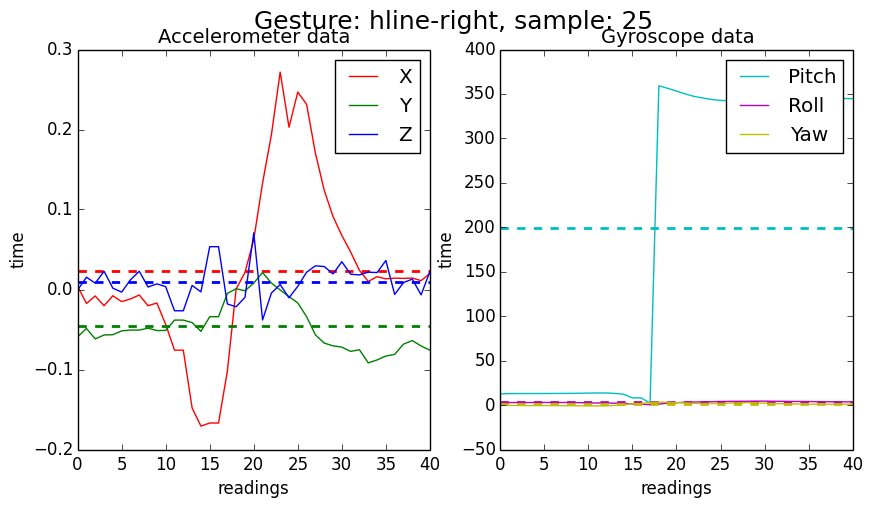 Gesture: hline-right, sample: 25
Accelerometer data
0.3
0.2
0.1
0.0
−0.1
−0.2
time
0 5 10 15 20 25 30 35 40
readings
X
Y
Z
Gyroscope data
400
350
300
250
200
150
100
50
0
−50
time
0 5 10 15 20 25 30 35 40
readings
Pitch
Roll
Yaw